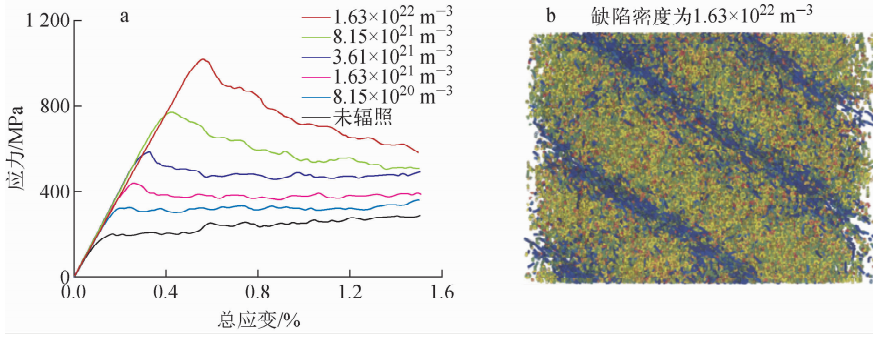 a
1.63×10²² m⁻³
8.15×10²¹ m⁻³
3.61×10²¹ m⁻³
1.63×10²¹ m⁻³
8.15×10²⁰ m⁻³
未辐照
1 200
800
400
0
应力/MPa
0.0 0.4 0.8 1.2 1.6
总应变/%
b 缺陷密度为1.63×10²² m⁻³